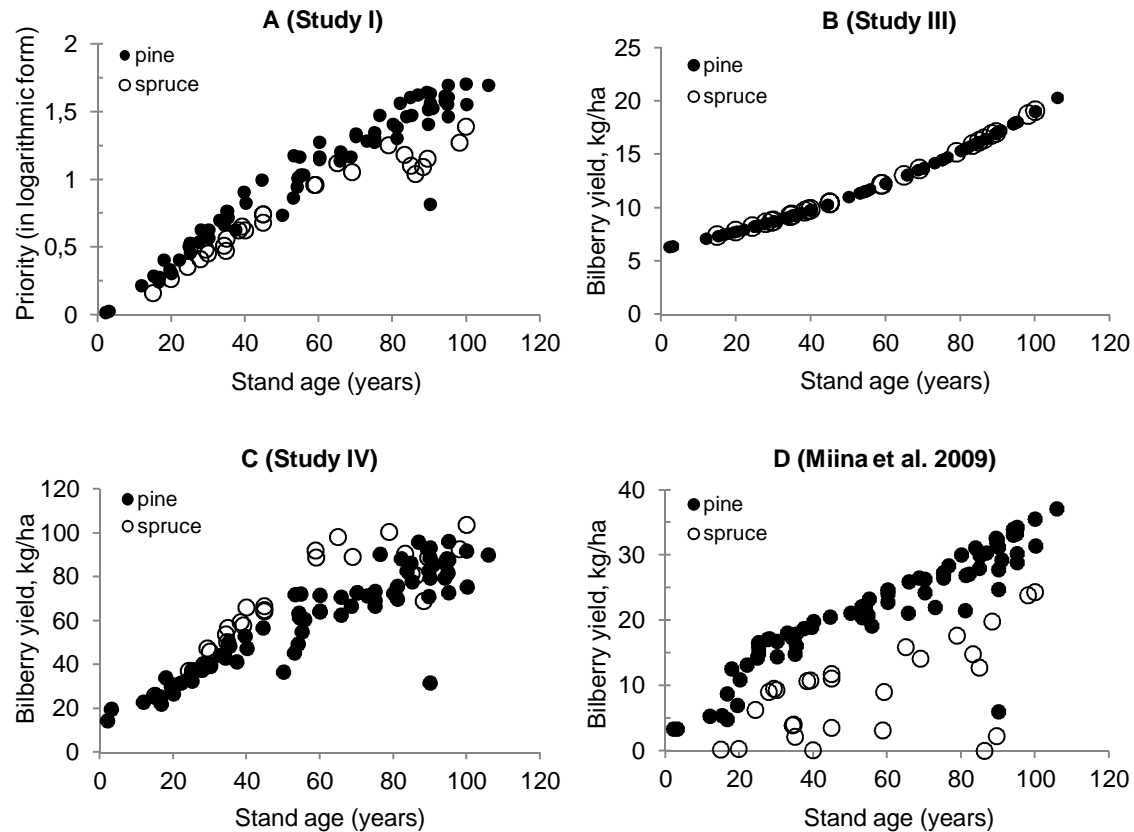 A (Study I)
Priority (in logarithmic form)
2
1.5
1
0,5
0
pine
spruce
0 20 40 60 80 100 120
Stand age (years)
B (Study III)
Bilberry yield, kg/ha
25
20
15
10
5
0
pine
spruce
0 20 40 60 80 100 120
Stand age (years)
C (Study IV)
Bilberry yield, kg/ha
120
100
80
60
40
20
0
pine
spruce
0 20 40 60 80 100 120
Stand age (years)
D (Miina et al. 2009)
Bilberry yield, kg/ha
40
30
20
10
0
pine
spruce
0 20 40 60 80 100 120
Stand age (years)